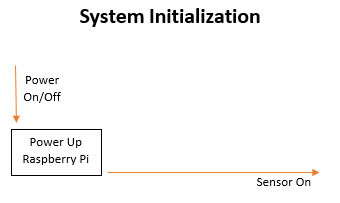 System Initialization
Power
On/Off
Power Up
Raspberry Pi
Sensor On